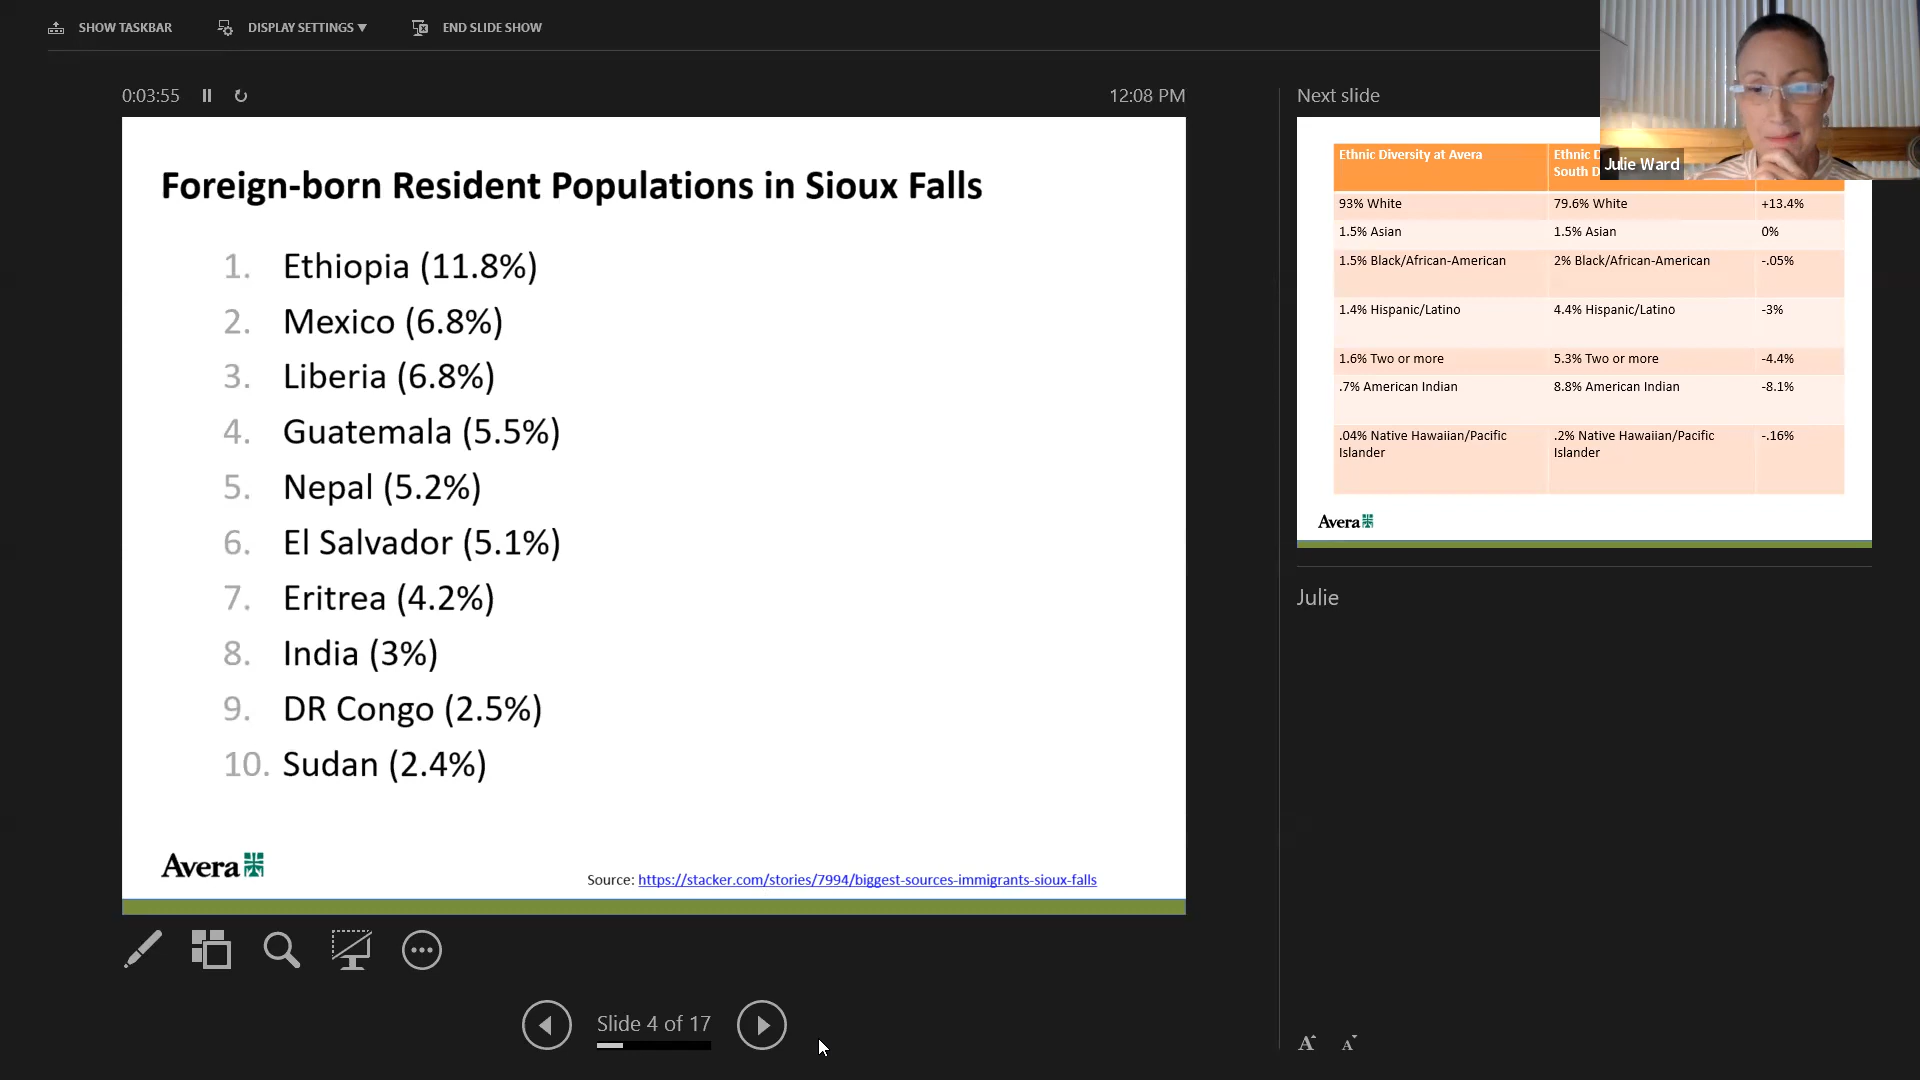 SHOW TASKBAR
DISPLAY SETTINGS ▼
END SLIDE SHOW
0:03:55
12:08 PM
Foreign-born Resident Populations in Sioux Falls
1. Ethiopia (11.8%)
2. Mexico (6.8%)
3. Liberia (6.8%)
4. Guatemala (5.5%)
5. Nepal (5.2%)
6. El Salvador (5.1%)
7. Eritrea (4.2%)
8. India (3%)
9. DR Congo (2.5%)
10. Sudan (2.4%)
Avera
Source: https://stacker.com/stories/7994/biggest-sources-immigrants-sioux-falls
Slide 4 of 17
Next slide
Julie Ward
Ethnic Diversity at Avera
Ethnic D
South D
93% White 79.6% White +13.4%
1.5% Asian 1.5% Asian 0%
1.5% Black/African-American 2% Black/African-American -.05%
1.4% Hispanic/Latino 4.4% Hispanic/Latino -3%
1.6% Two or more 5.3% Two or more -4.4%
.7% American Indian 8.8% American Indian -8.1%
.04% Native Hawaiian/Pacific .2% Native Hawaiian/Pacific -.16%
Islander Islander
Avera
Julie
A A